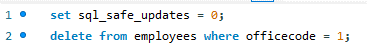 1 set sql_safe_updates = 0;
2 delete from employees where officecode = 1;